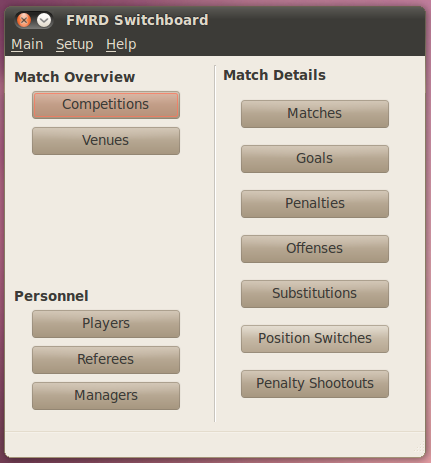 FMRD Switchboard
Main Setup Help
Match Overview
Competitions
Venues
Personnel
Players
Referees
Managers
Match Details
Matches
Goals
Penalties
Offenses
Substitutions
Position Switches
Penalty Shootouts